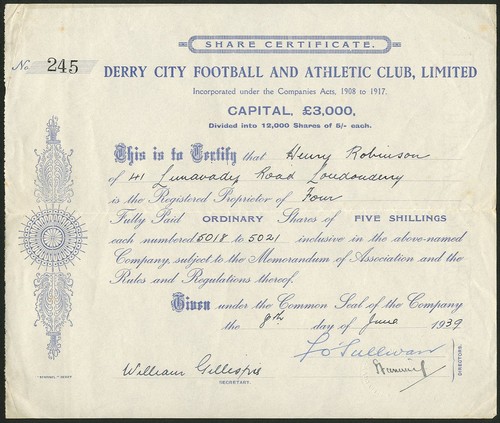 SHARE CERTIFICATE.
No. 245
DERRY CITY FOOTBALL AND ATHLETIC CLUB, LIMITED
Incorporated under the Companies Acts, 1908 to 1917.
CAPITAL, £3,000,
Divided into 12,000 Shares of 5/- each.
This is to Certify that Henry Robinson
of 41 Road Londonderry
is the Registered Proprietor of Four
Fully Paid ORDINARY Shares of FIVE SHILLINGS
each numbered 5018 to 5021 inclusive in the above-named
Company, subject to the Memorandum of Association and the
Rules and Regulations thereof.
Given under the Common Seal of the Company
the 8th day of June 1939
O'Sullivan
William Gillespie
SECRETARY.
DIRECTORS.